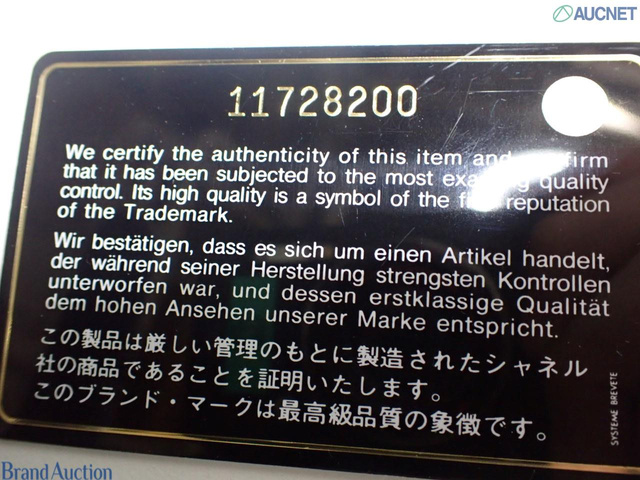 AUCNET
11728200
We certify the authenticity of this item and confirm
that it has been subjected to the most exacting quality
control. Its high quality is a symbol of the fine reputation
of the Trademark.
Wir bestätigen, dass es sich um einen Artikel handelt,
der während seiner Herstellung strengsten Kontrollen
unterworfen war, und dessen erstklassige Qualität
dem hohen Ansehen unserer Marke entspricht.
この製品は厳しい管理のもとに製造されたシャネル
社の商品であることを証明いたします。
このブランド・マークは最高級品質の象徴です。
SYSTEME BREVETE
Brand Auction